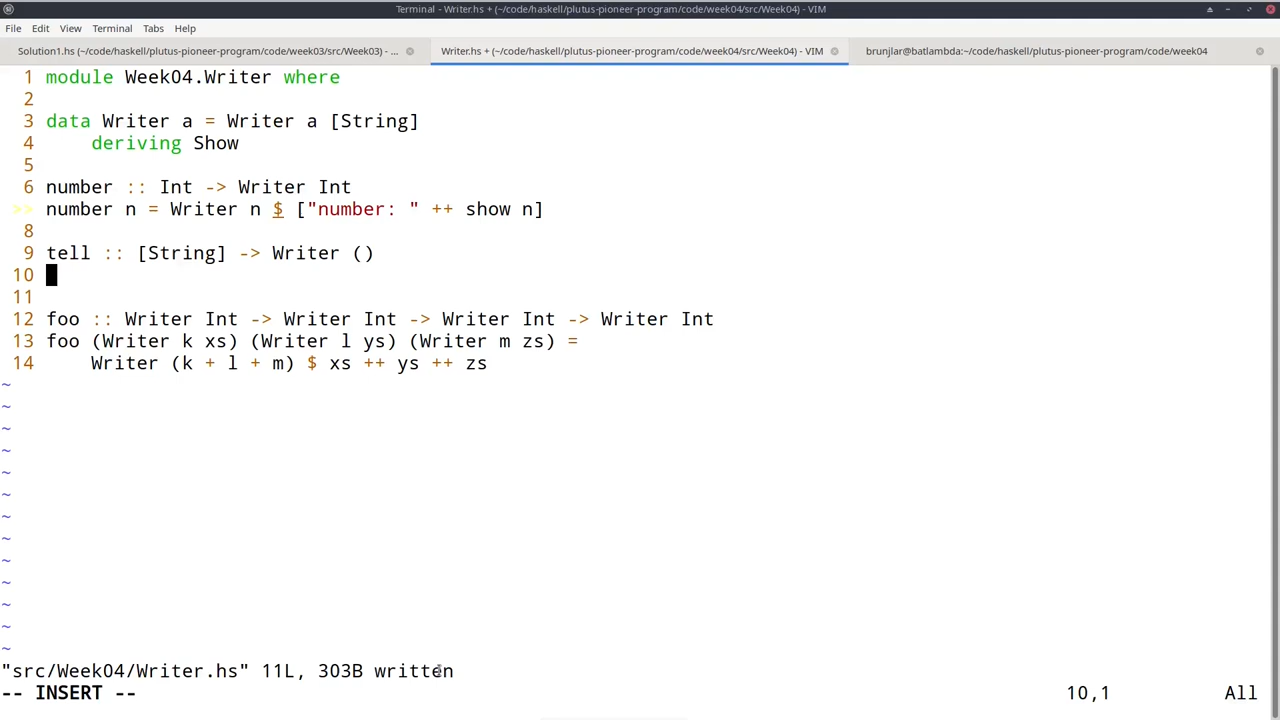 Terminal - Writer.hs + (~/code/haskell/plutus-pioneer-program/code/week04/src/Week04) - VIM
File Edit View Terminal Tabs Help
Solution1.hs (~/code/haskell/plutus-pioneer-program/code/week03/src/Week03) - ... Writer.hs + (~/code/haskell/plutus-pioneer-program/code/week04/src/Week04) - VIM brunjlar@batlambda:~/code/haskell/plutus-pioneer-program/code/week04
1 module Week04.Writer where
2
3 data Writer a = Writer a [String]
4 deriving Show
5
6 number :: Int -> Writer Int
>> number n = Writer n $ ["number: " ++ show n]
8
9 tell :: [String] -> Writer ()
10
11
12 foo :: Writer Int -> Writer Int -> Writer Int -> Writer Int
13 foo (Writer k xs) (Writer l ys) (Writer m zs) =
14 Writer (k + l + m) $ xs ++ ys ++ zs
~
~
~
~
~
~
~
~
~
~
~
~
~
"src/Week04/Writer.hs" 11L, 303B written
-- INSERT -- 10,1 All